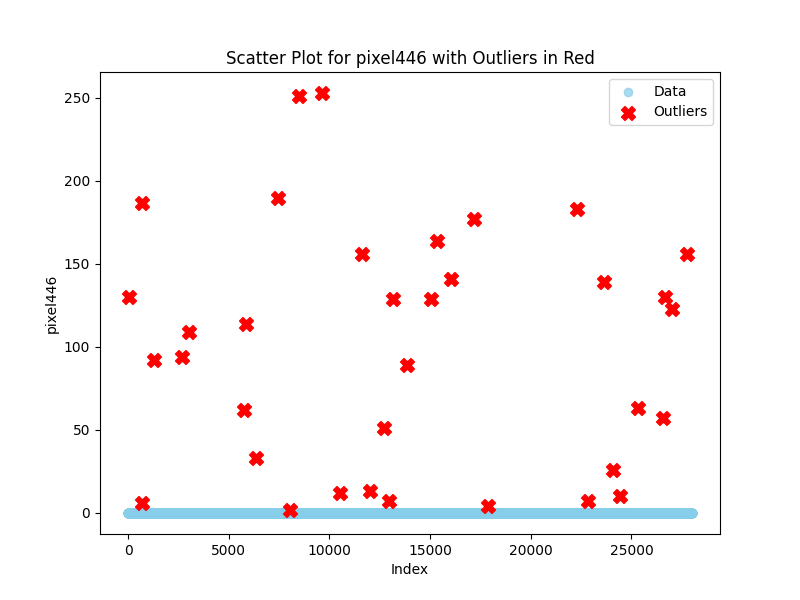 Scatter Plot for pixel446 with Outliers in Red
Data
Outliers
pixel446
250
200
150
100
50
0
0 5000 10000 15000 20000 25000
Index